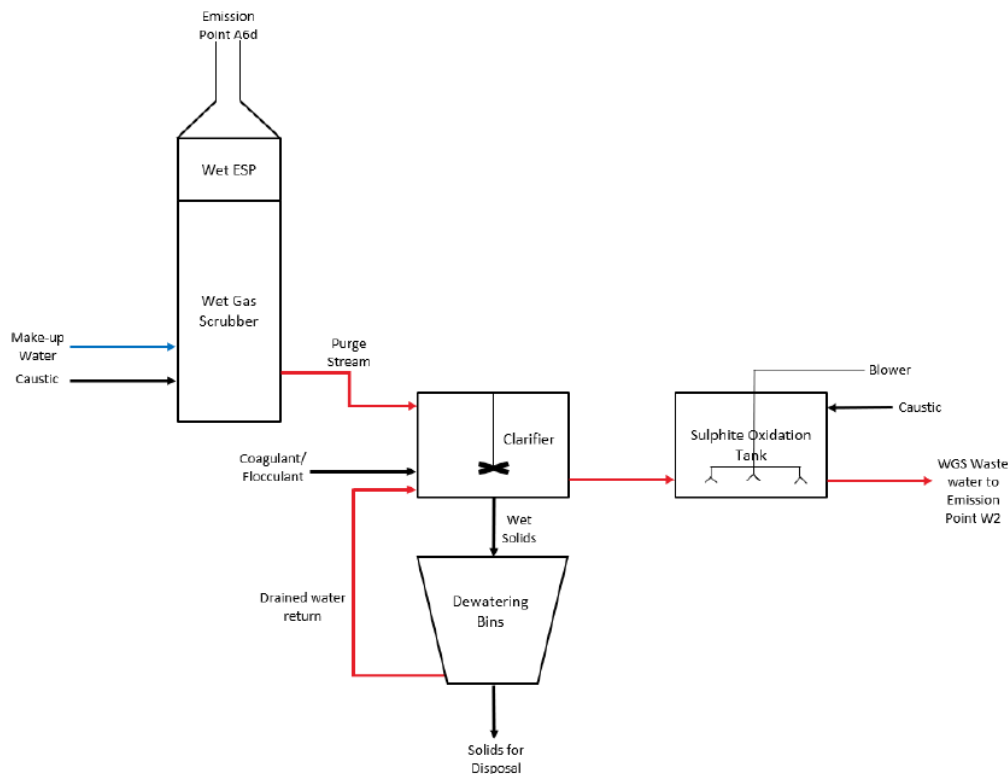 Emission
Point A6d
Wet ESP
Wet Gas
Scrubber
Make-up
Water
Caustic
Purge
Stream
Blower
Caustic
Clarifier
Sulphite Oxidation
Tank
Coagulant/
Flocculant
WGS Waste
water to
Emission
Point W2
Wet
Solids
Drained water
return
Dewatering
Bins
Solids for
Disposal